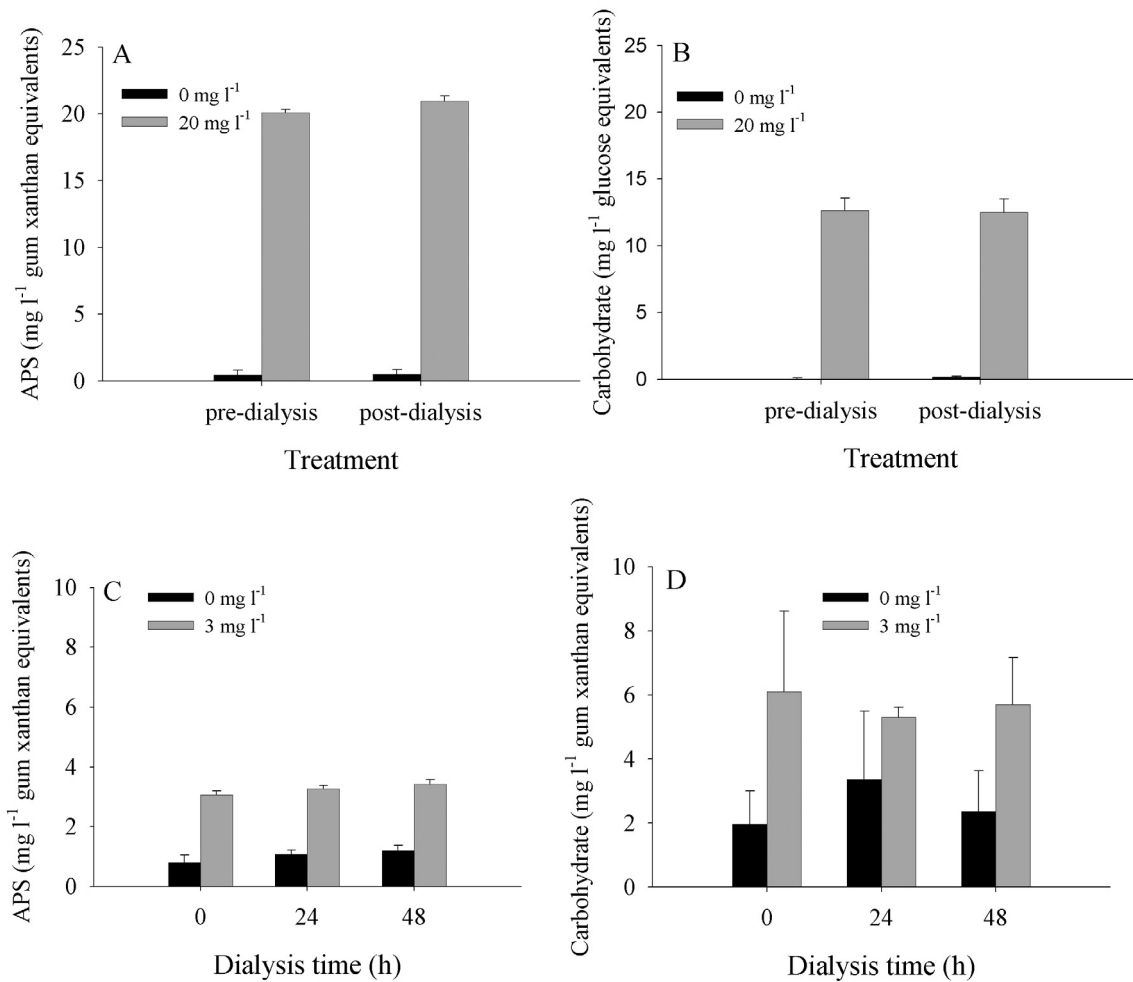 A
0 mg l⁻¹
20 mg l⁻¹
APS (mg l⁻¹ gum xanthan equivalents)
25
20
15
10
5
0
pre-dialysis post-dialysis
Treatment
B
0 mg l⁻¹
20 mg l⁻¹
Carbohydrate (mg l⁻¹ glucose equivalents)
25
20
15
10
5
0
pre-dialysis post-dialysis
Treatment
C
0 mg l⁻¹
3 mg l⁻¹
APS (mg l⁻¹ gum xanthan equivalents)
10
8
6
4
2
0
0 24 48
Dialysis time (h)
D
0 mg l⁻¹
3 mg l⁻¹
Carbohydrate (mg l⁻¹ gum xanthan equivalents)
10
8
6
4
2
0
0 24 48
Dialysis time (h)